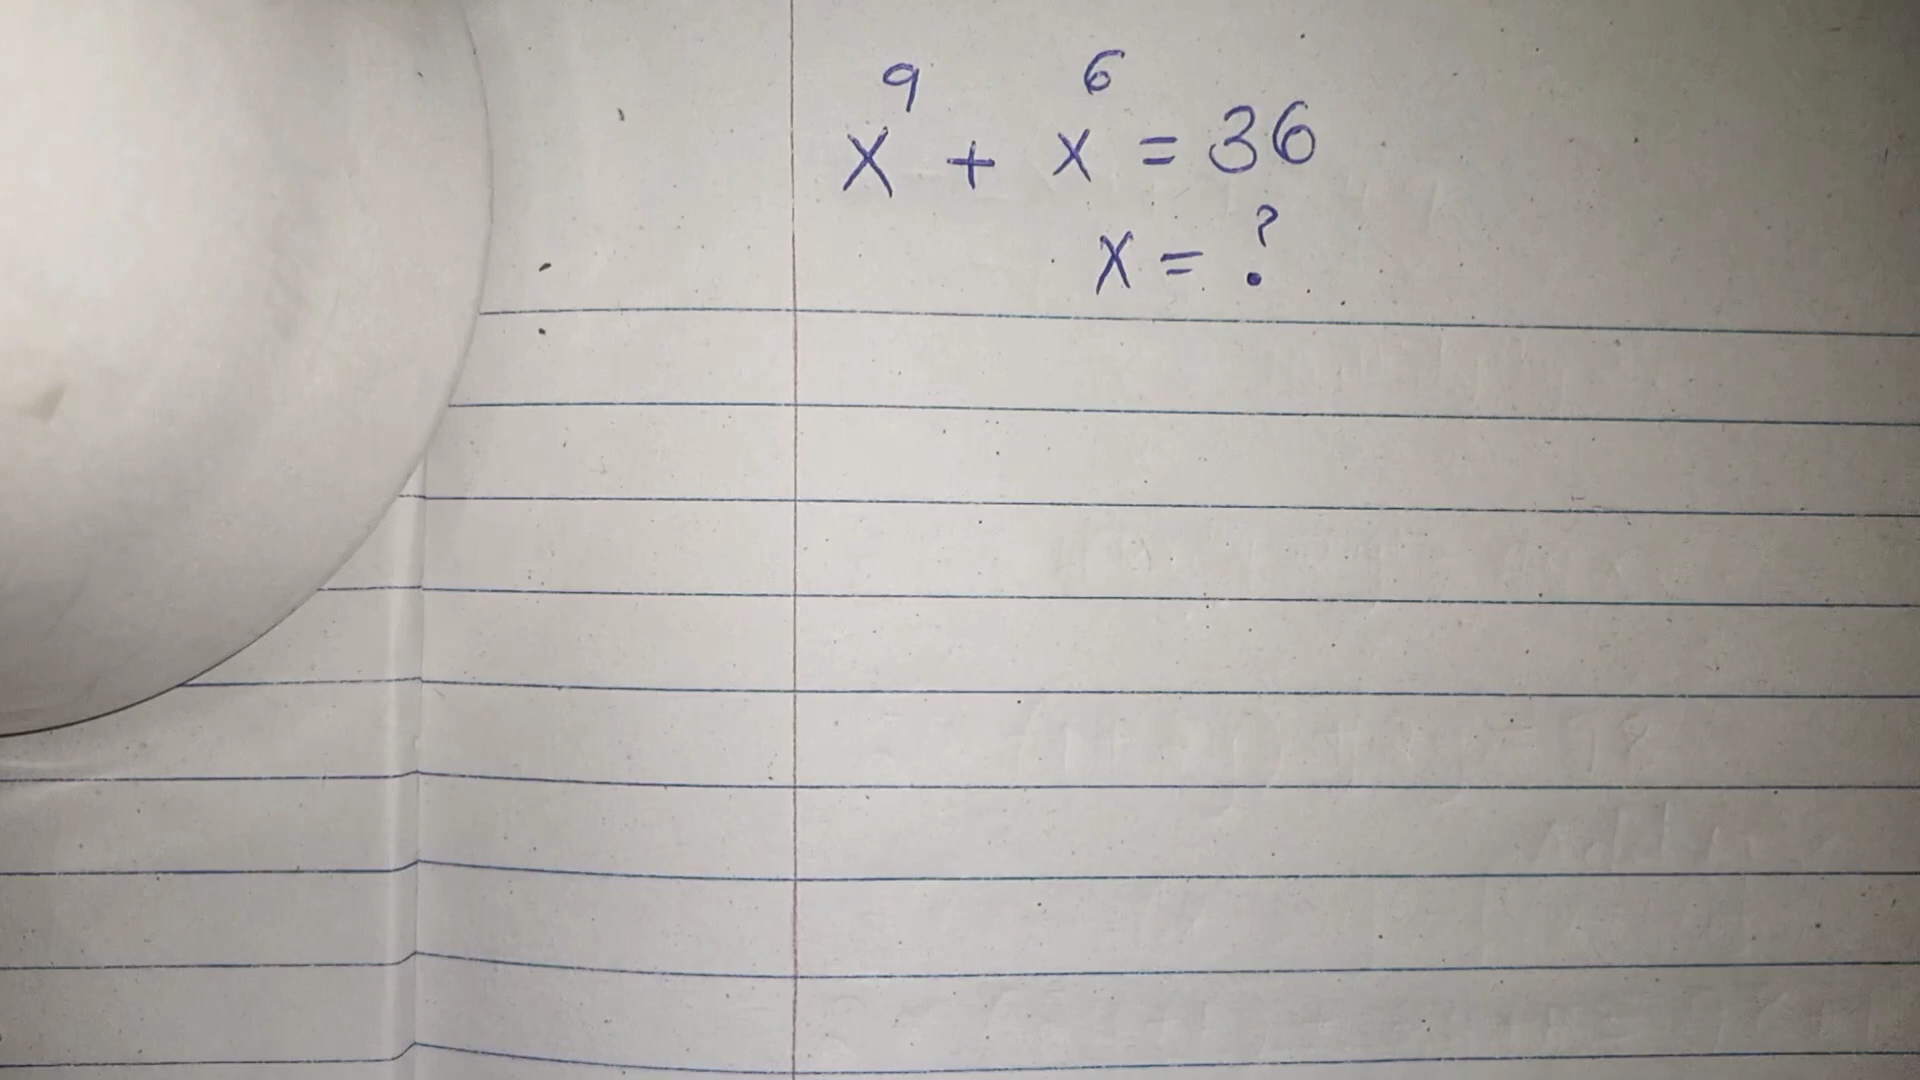 x⁹ + x⁶ = 36
x = ?